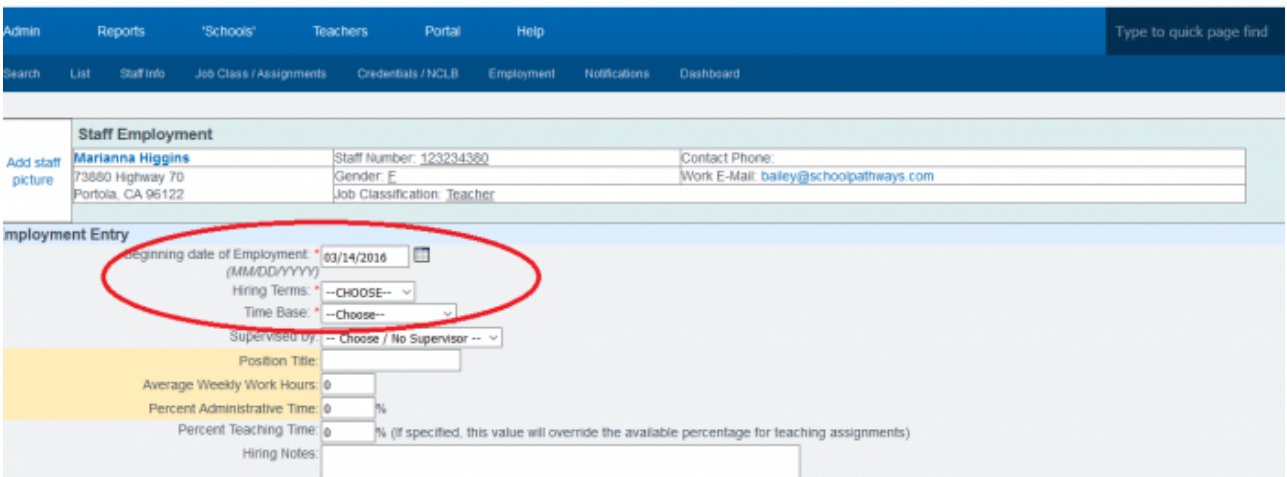 Admin Reports 'Schools' Teachers Portal Help Type to quick page find
Search List Staff Info Job Class / Assignments Credentials / NCLB Employment Notifications Dashboard
Staff Employment
Add staff picture
Marianna Higgins Staff Number: 123234380 Contact Phone:
73880 Highway 70 Gender: F Work E-Mail: bailey@schoolpathways.com
Portola, CA 96122 Job Classification: Teacher
mployment Entry
Beginning date of Employment: * 03/14/2016
(MM/DD/YYYY)
Hiring Terms: * --CHOOSE--
Time Base: * --Choose--
Supervised by: -- Choose / No Supervisor --
Position Title:
Average Weekly Work Hours: 0
Percent Administrative Time: 0 %
Percent Teaching Time: 0 % (If specified, this value will override the available percentage for teaching assignments)
Hiring Notes: